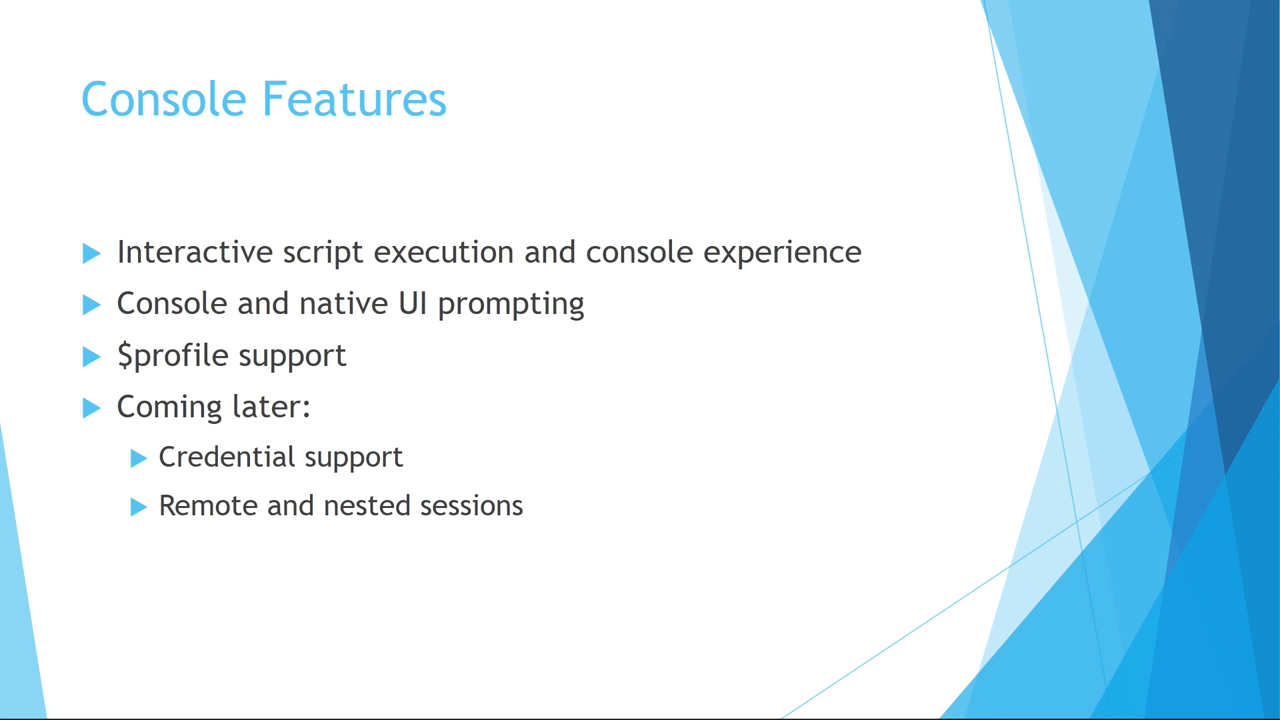 Console Features
Interactive script execution and console experience
Console and native UI prompting
$profile support
Coming later:
Credential support
Remote and nested sessions